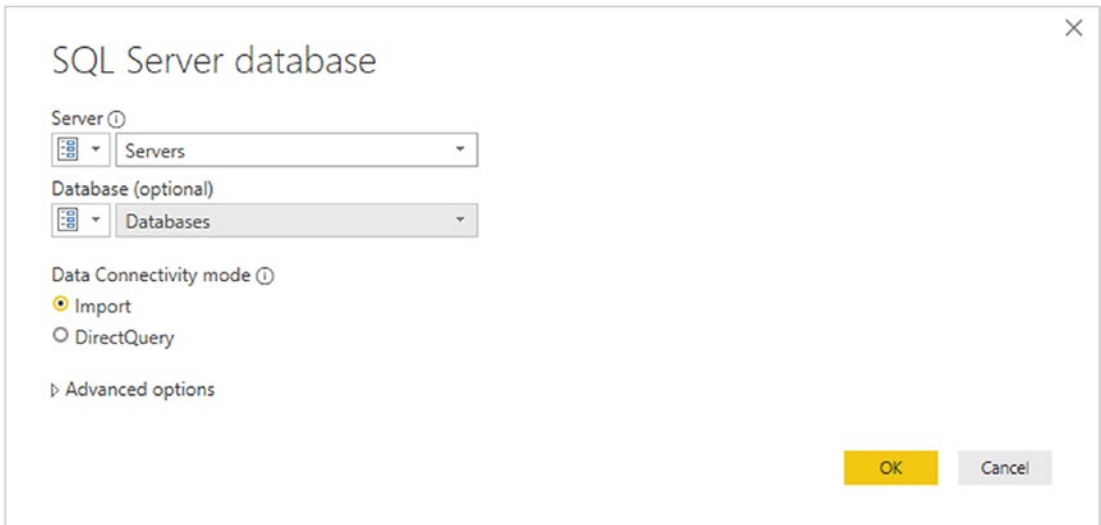 SQL Server database
Server
Servers
Database (optional)
Databases
Data Connectivity mode
Import
DirectQuery
Advanced options
OK Cancel